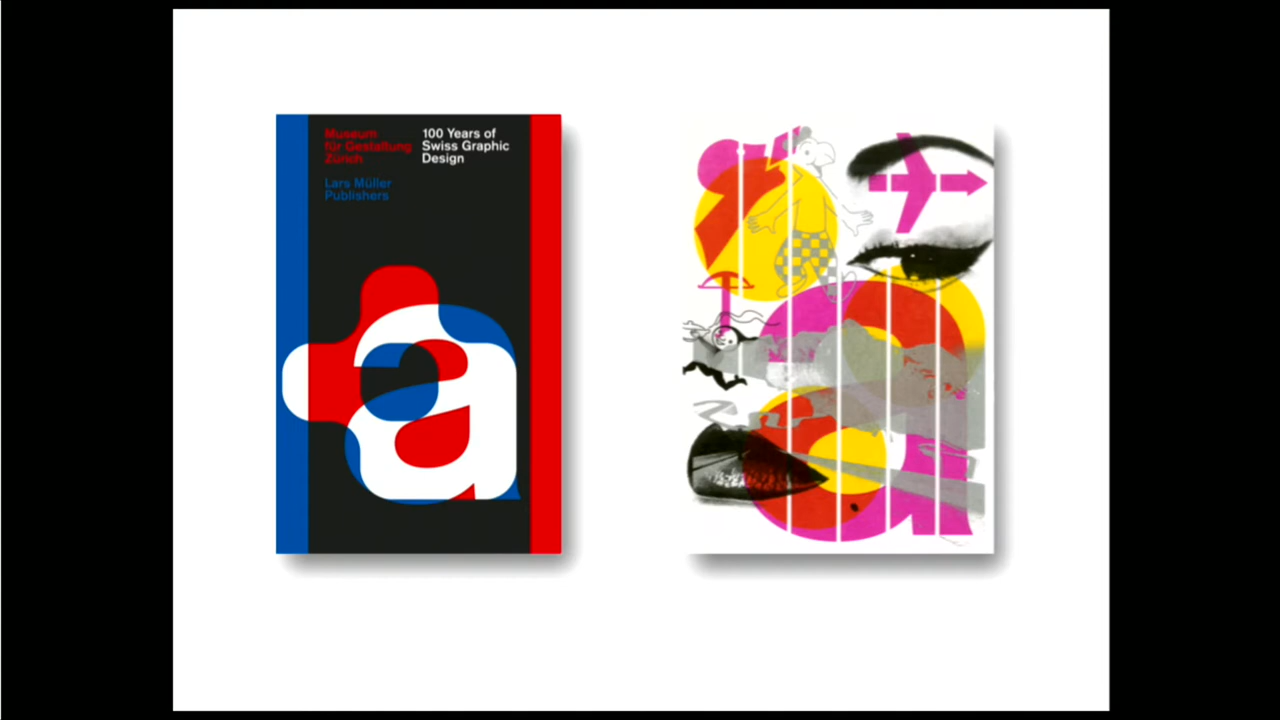 Museum
für Gestaltung
Zürich
100 Years of
Swiss Graphic
Design
Lars Müller
Publishers
a
a